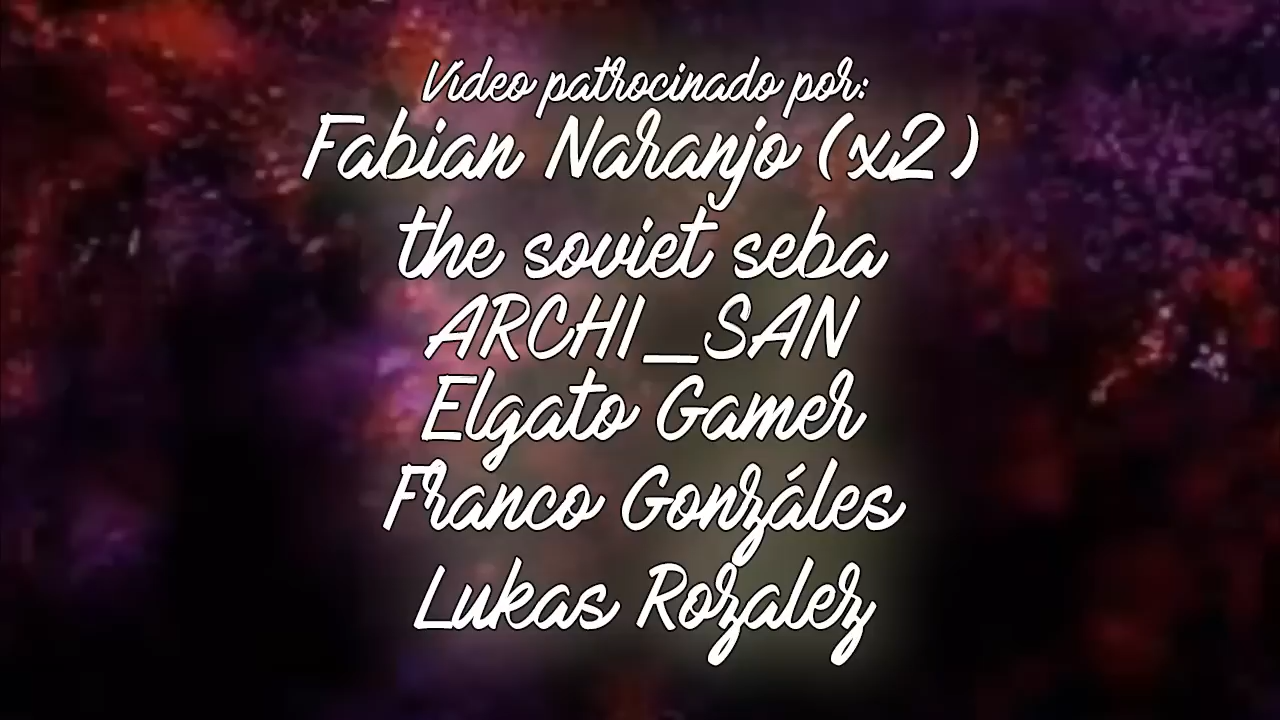 Video patrocinado por:
Fabian Naranjo (x2)
the soviet seba
ARCHI_SAN
Elgato Gamer
Franco Gonzáles
Lukas Rozalez